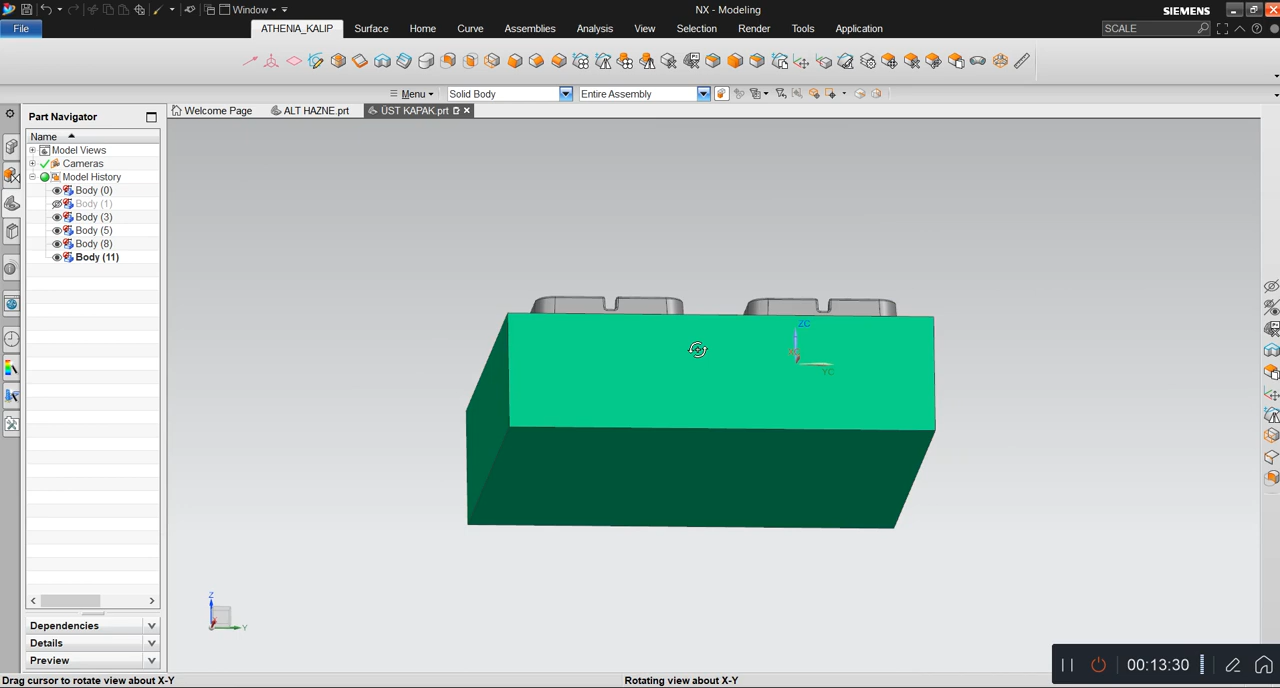 Window
NX - Modeling
SIEMENS
File
ATHENIA_KALIP
Surface
Home
Curve
Assemblies
Analysis
View
Selection
Render
Tools
Application
SCALE
Menu
Solid Body
Entire Assembly
Part Navigator
Welcome Page
ALT HAZNE.prt
ÜST KAPAK.prt
Name
Model Views
Cameras
Model History
Body (0)
Body (1)
Body (3)
Body (5)
Body (8)
Body (11)
ZC
YC
Z
Y
Dependencies
Details
Preview
00:13:30
Drag cursor to rotate view about X-Y
Rotating view about X-Y